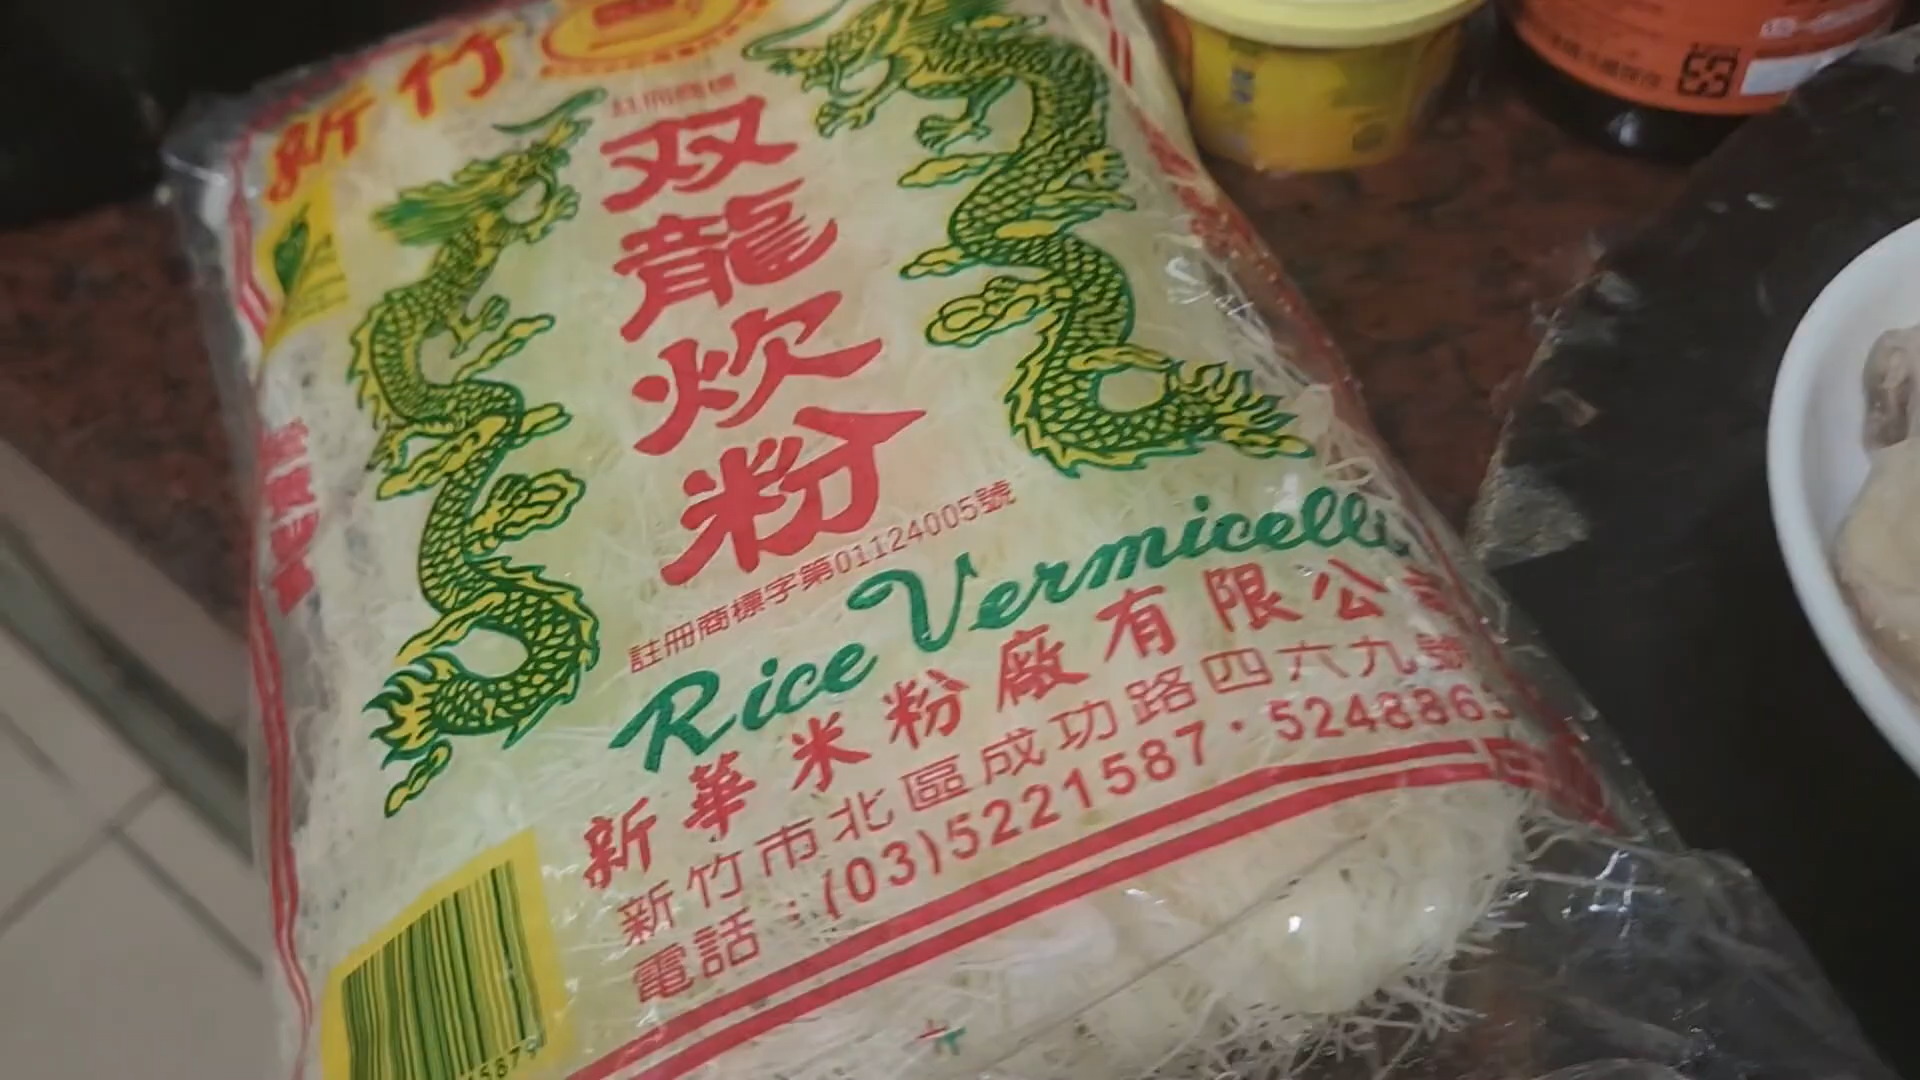 新竹
註冊商標
双龍炊粉
註冊商標字第01124005號
Rice Vermicelli
新華米粉廠有限公
新竹市北區成功路四六九號
電話：(03)5221587・5248863